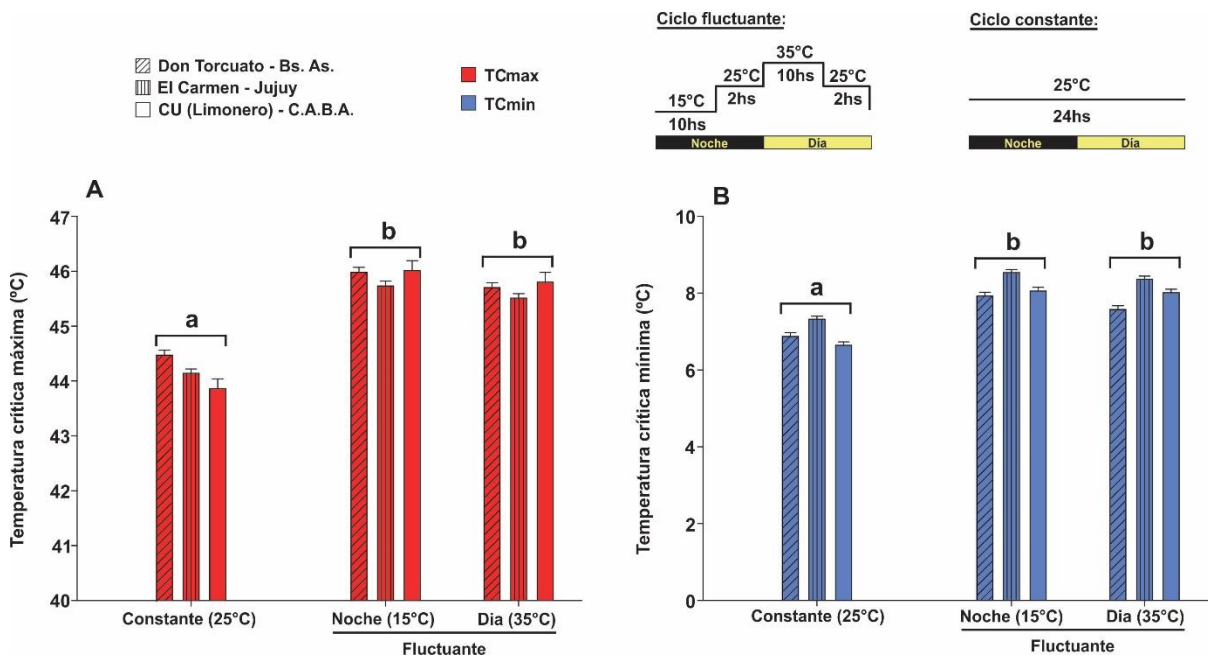 Don Torcuato - Bs. As.
El Carmen - Jujuy
CU (Limonero) - C.A.B.A.
TCmax
TCmin
Ciclo fluctuante:
15°C
10hs
25°C
2hs
35°C
10hs
25°C
2hs
Noche
Día
Ciclo constante:
25°C
24hs
Noche
Día
A
Temperatura crítica máxima (ºC)
47
46
45
44
43
42
41
40
a
b
b
Constante (25°C)
Noche (15°C)
Dia (35°C)
Fluctuante
B
Temperatura crítica mínima (ºC)
10
8
6
4
2
0
a
b
b
Constante (25°C)
Noche (15°C)
Dia (35°C)
Fluctuante